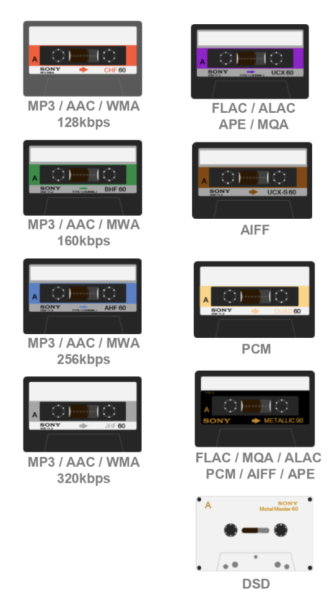 A
SONY
CHF 60
MP3 / AAC / WMA
128kbps
A
SONY
BHF 60
MP3 / AAC / MWA
160kbps
A
SONY
AHF 60
MP3 / AAC / MWA
256kbps
A
SONY
JHF 60
MP3 / AAC / WMA
320kbps
A
SONY
UCX 60
FLAC / ALAC
APE / MQA
A
SONY
UCX-S 60
AIFF
A
SONY
60
PCM
A
SONY
METALLIC 90
FLAC / MQA / ALAC
PCM / AIFF / APE
A
SONY
Metal Master 60
DSD